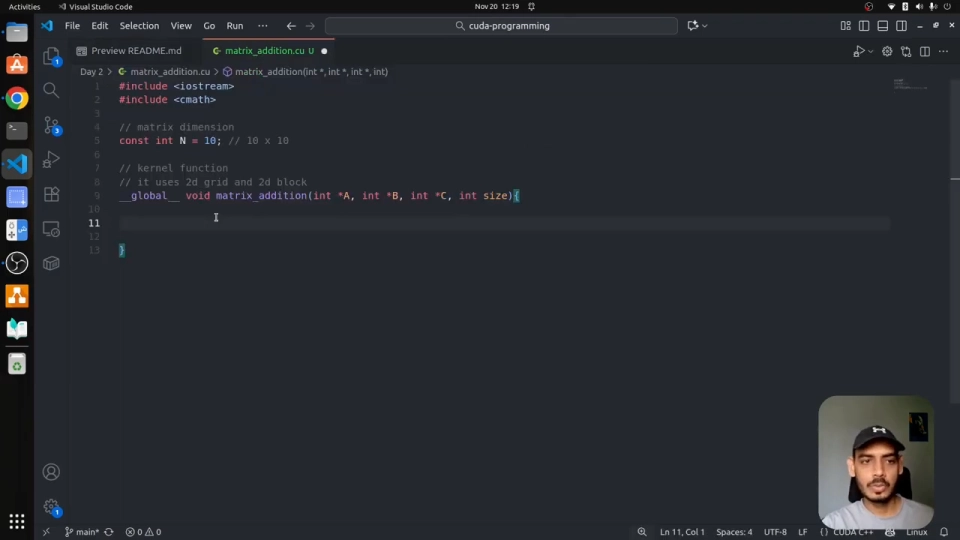 Activities
Visual Studio Code
Nov 20 12:19
File Edit Selection View Go Run ···
cuda-programming
Preview README.md
matrix_addition.cu U
Day 2 > matrix_addition.cu > matrix_addition(int *, int *, int *, int)
1 #include <iostream>
2 #include <cmath>
3
4 // matrix dimension
5 const int N = 10; // 10 x 10
6
7 // kernel function
8 // it uses 2d grid and 2d block
9 __global__ void matrix_addition(int *A, int *B, int *C, int size){
10
11
12
13 }
1
3
1
main*
0 0
Ln 11, Col 1 Spaces: 4 UTF-8 LF {} CUDA C++ Linux